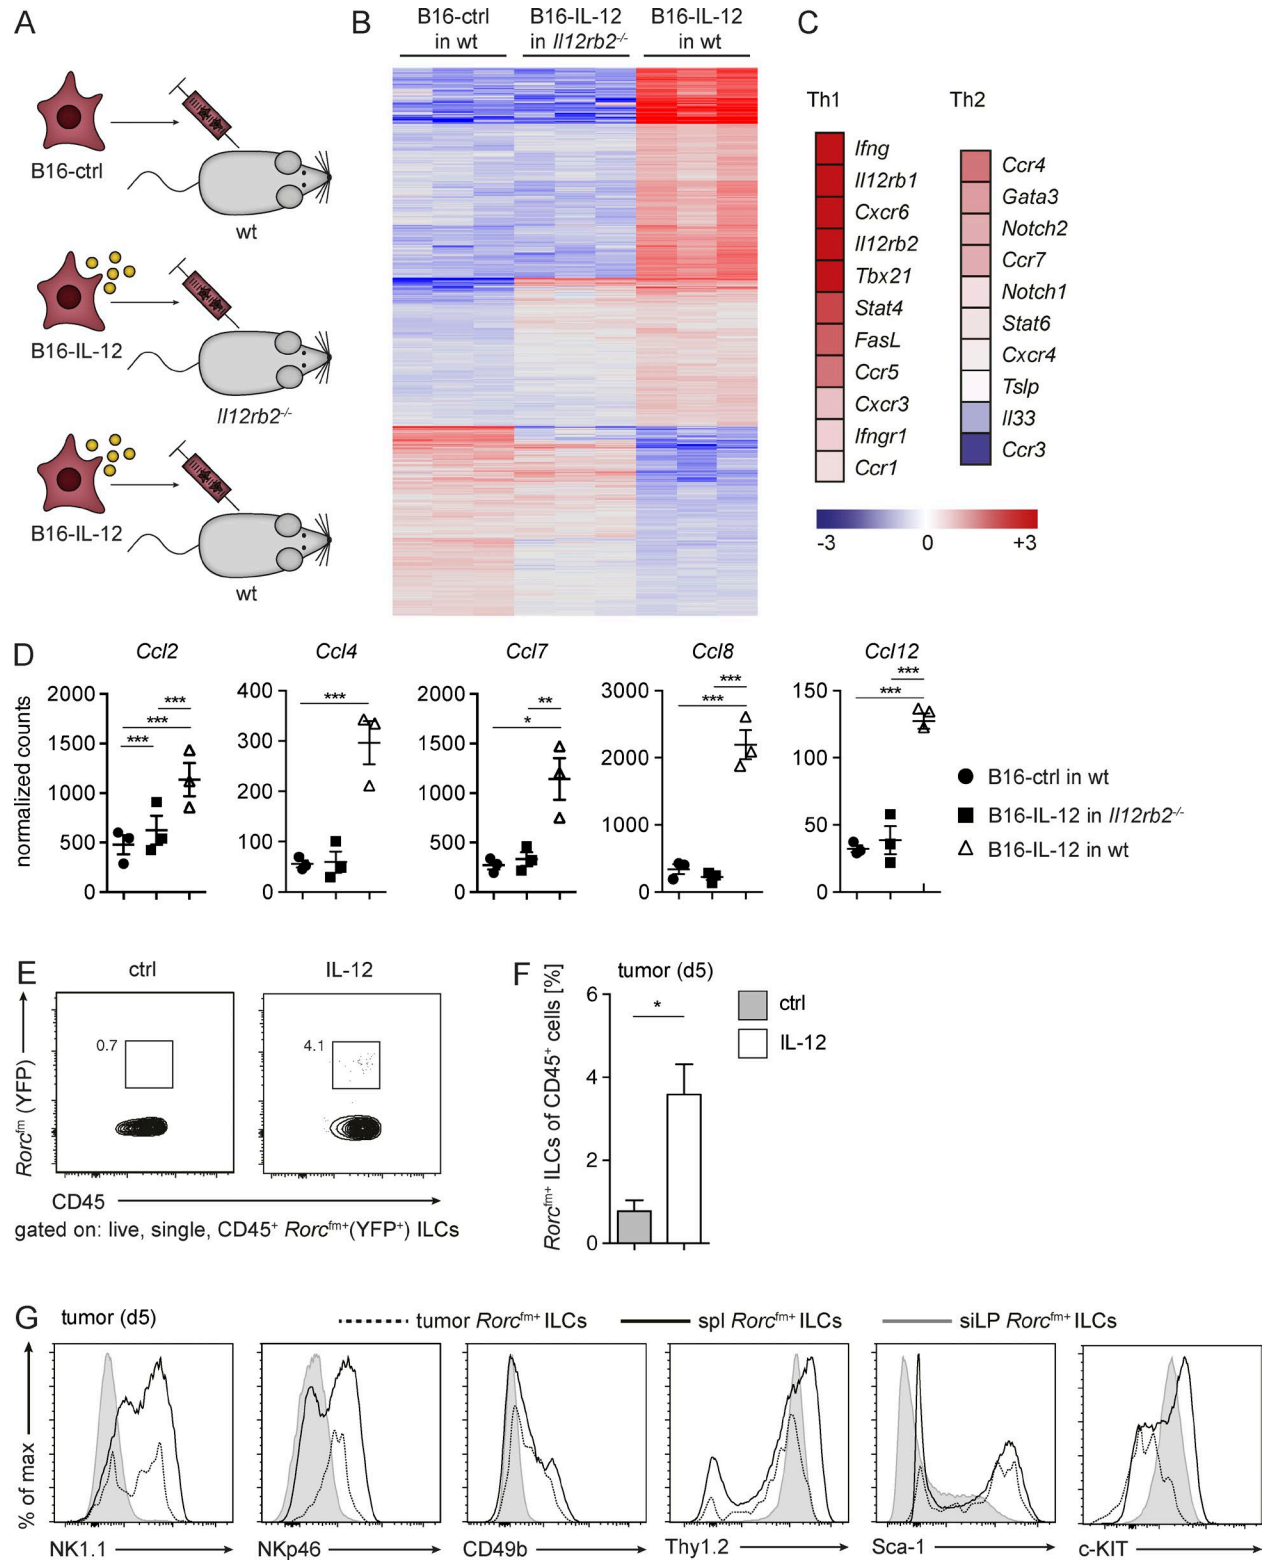 A
B16-ctrl
wt
B16-IL-12
Il12rb2-/-
B16-IL-12
wt
B
B16-ctrl
in wt
B16-IL-12
in Il12rb2-/-
B16-IL-12
in wt
C
Th1
Ifng
Il12rb1
Cxcr6
Il12rb2
Tbx21
Stat4
FasL
Ccr5
Cxcr3
Ifngr1
Ccr1
Th2
Ccr4
Gata3
Notch2
Ccr7
Notch1
Stat6
Cxcr4
Tslp
Il33
Ccr3
-3 0 +3
D
normalized counts
Ccl2
2000
1500
1000
500
0
***
***
***
Ccl4
400
300
200
100
0
***
Ccl7
2000
1500
1000
500
0
**
*
Ccl8
3000
2000
1000
0
***
***
Ccl12
150
100
50
0
***
***
B16-ctrl in wt
B16-IL-12 in Il12rb2-/-
B16-IL-12 in wt
E
ctrl
IL-12
Rorcfm (YFP)
0.7
4.1
CD45
gated on: live, single, CD45+ Rorcfm+(YFP+) ILCs
F
tumor (d5)
Rorcfm+ ILCs of CD45+ cells [%]
6
4
2
0
*
ctrl
IL-12
G
tumor (d5)
tumor Rorcfm+ ILCs
spl Rorcfm+ ILCs
siLP Rorcfm+ ILCs
% of max
NK1.1
NKp46
CD49b
Thy1.2
Sca-1
c-KIT